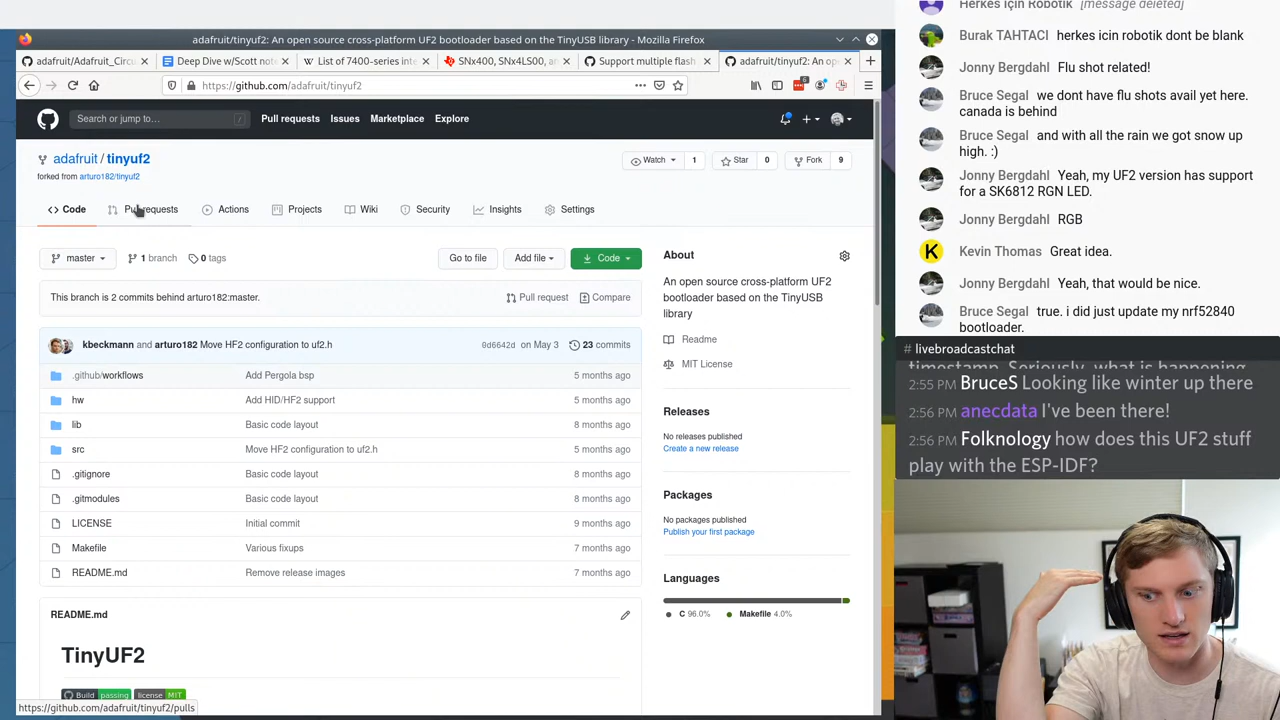 adafruit/tinyuf2: An open source cross-platform UF2 bootloader based on the TinyUSB library - Mozilla Firefox
adafruit/Adafruit_Circu
Deep Dive w/Scott notes
List of 7400-series inte
SNx400, SNx4LS00, and
Support multiple flash
adafruit/tinyuf2: An ope
https://github.com/adafruit/tinyuf2
Search or jump to…
/
Pull requests
Issues
Marketplace
Explore
adafruit / tinyuf2
forked from arturo182/tinyuf2
Watch 1
Star 0
Fork 9
Code
Pull requests
Actions
Projects
Wiki
Security
Insights
Settings
master
1 branch
0 tags
Go to file
Add file
Code
This branch is 2 commits behind arturo182:master.
Pull request
Compare
kbeckmann and arturo182 Move HF2 configuration to uf2.h
0d6642d on May 3
23 commits
.github/workflows Add Pergola bsp 5 months ago
hw Add HID/HF2 support 5 months ago
lib Basic code layout 8 months ago
src Move HF2 configuration to uf2.h 5 months ago
.gitignore Basic code layout 8 months ago
.gitmodules Basic code layout 8 months ago
LICENSE Initial commit 9 months ago
Makefile Various fixups 7 months ago
README.md Remove release images 7 months ago
README.md
TinyUF2
Build passing license MIT
https://github.com/adafruit/tinyuf2/pulls
About
An open source cross-platform UF2
bootloader based on the TinyUSB
library
Readme
MIT License
Releases
No releases published
Create a new release
Packages
No packages published
Publish your first package
Languages
C 96.0%
Makefile 4.0%
Herkes İçin Robotik [message deleted]
Burak TAHTACI herkes icin robotik dont be blank
Jonny Bergdahl Flu shot related!
Bruce Segal we dont have flu shots avail yet here.
canada is behind
Bruce Segal and with all the rain we got snow up
high. :)
Jonny Bergdahl Yeah, my UF2 version has support
for a SK6812 RGN LED.
Jonny Bergdahl RGB
K
Kevin Thomas Great idea.
Jonny Bergdahl Yeah, that would be nice.
Bruce Segal true. i did just update my nrf52840
bootloader.
# livebroadcastchat
timestamp. Seriously, what is happening
2:55 PM BruceS Looking like winter up there
2:56 PM anecdata I've been there!
2:56 PM Folknology how does this UF2 stuff
play with the ESP-IDF?